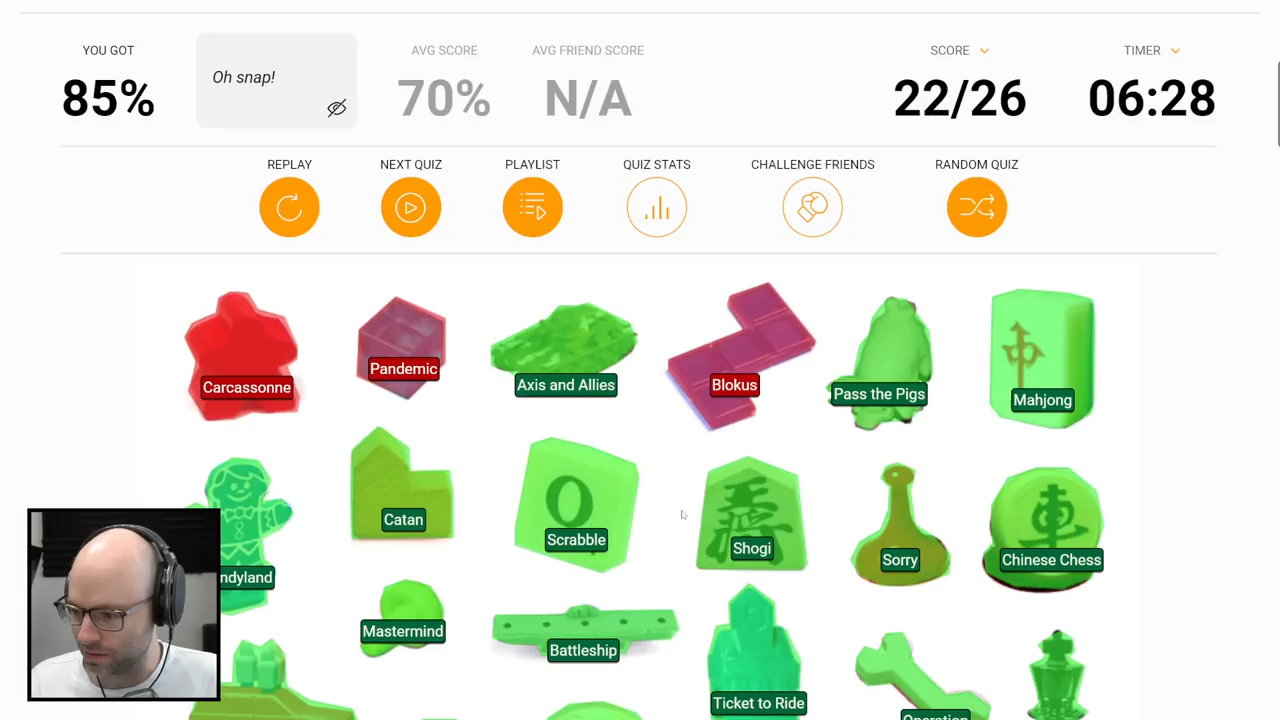 YOU GOT
85%
Oh snap!
AVG SCORE
70%
AVG FRIEND SCORE
N/A
SCORE
22/26
TIMER
06:28
REPLAY
NEXT QUIZ
PLAYLIST
QUIZ STATS
CHALLENGE FRIENDS
RANDOM QUIZ
Carcassonne
Pandemic
Axis and Allies
Blokus
Pass the Pigs
Mahjong
中
ndyland
Catan
O
Scrabble
Shogi
Sorry
Chinese Chess
Mastermind
Battleship
Ticket to Ride
Operation